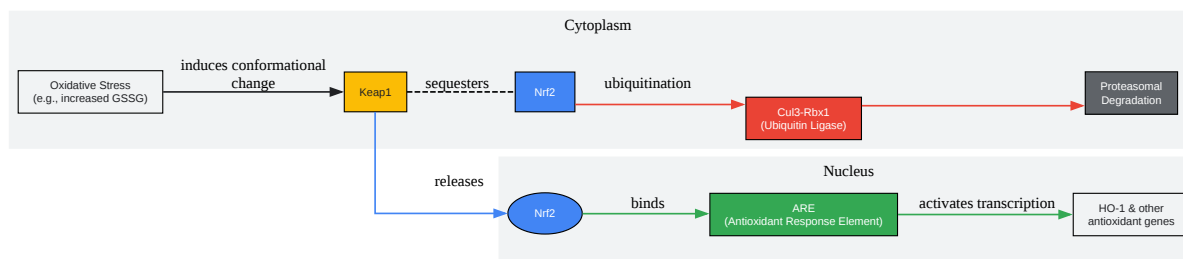 Cytoplasm
Oxidative Stress
(e.g., increased GSSG)
induces conformational
change
Keap1
sequesters
Nrf2
ubiquitination
Cul3-Rbx1
(Ubiquitin Ligase)
Proteasomal
Degradation
Nucleus
releases
Nrf2
binds
ARE
(Antioxidant Response Element)
activates transcription
HO-1 & other
antioxidant genes